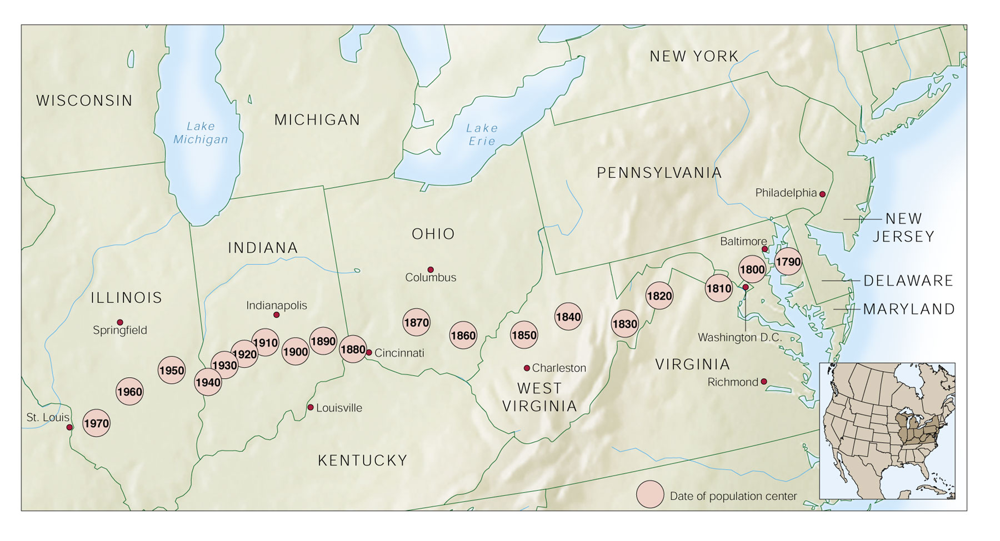 NEW YORK
WISCONSIN
MICHIGAN
Lake
Michigan
Lake
Erie
PENNSYLVANIA
Philadelphia
NEW
JERSEY
OHIO
INDIANA
Baltimore
1790
1800
Columbus
DELAWARE
1810
1820
ILLINOIS
Indianapolis
MARYLAND
1840
1830
1870
Springfield
1860
1850
Washington D.C.
1910
1890
1900
1880
Cincinnati
1920
1930
1950
1940
Charleston
VIRGINIA
Richmond
WEST
VIRGINIA
1960
Louisville
St. Louis
1970
KENTUCKY
Date of population center